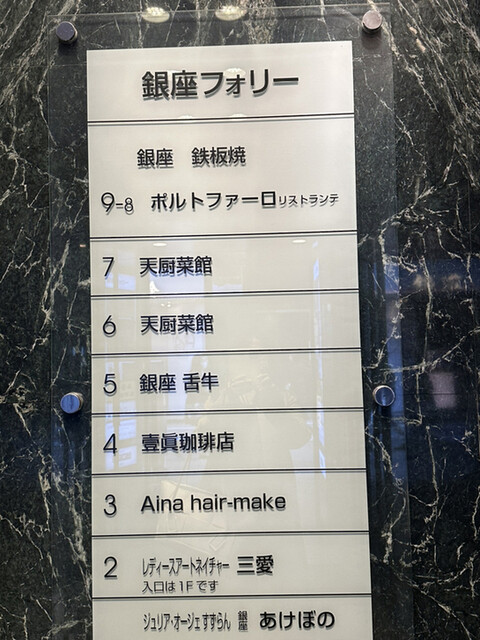 銀座フォリー
銀座 鉄板焼
9-8 ポルトファーロリストランテ
7 天厨菜館
6 天厨菜館
5 銀座 舌牛
4 壹眞珈琲店
3 Aina hair-make
2 レディースアートネイチャー 三愛
入口は1Fです
ジュリア・オージェ すずらん 銀座 あけぼの